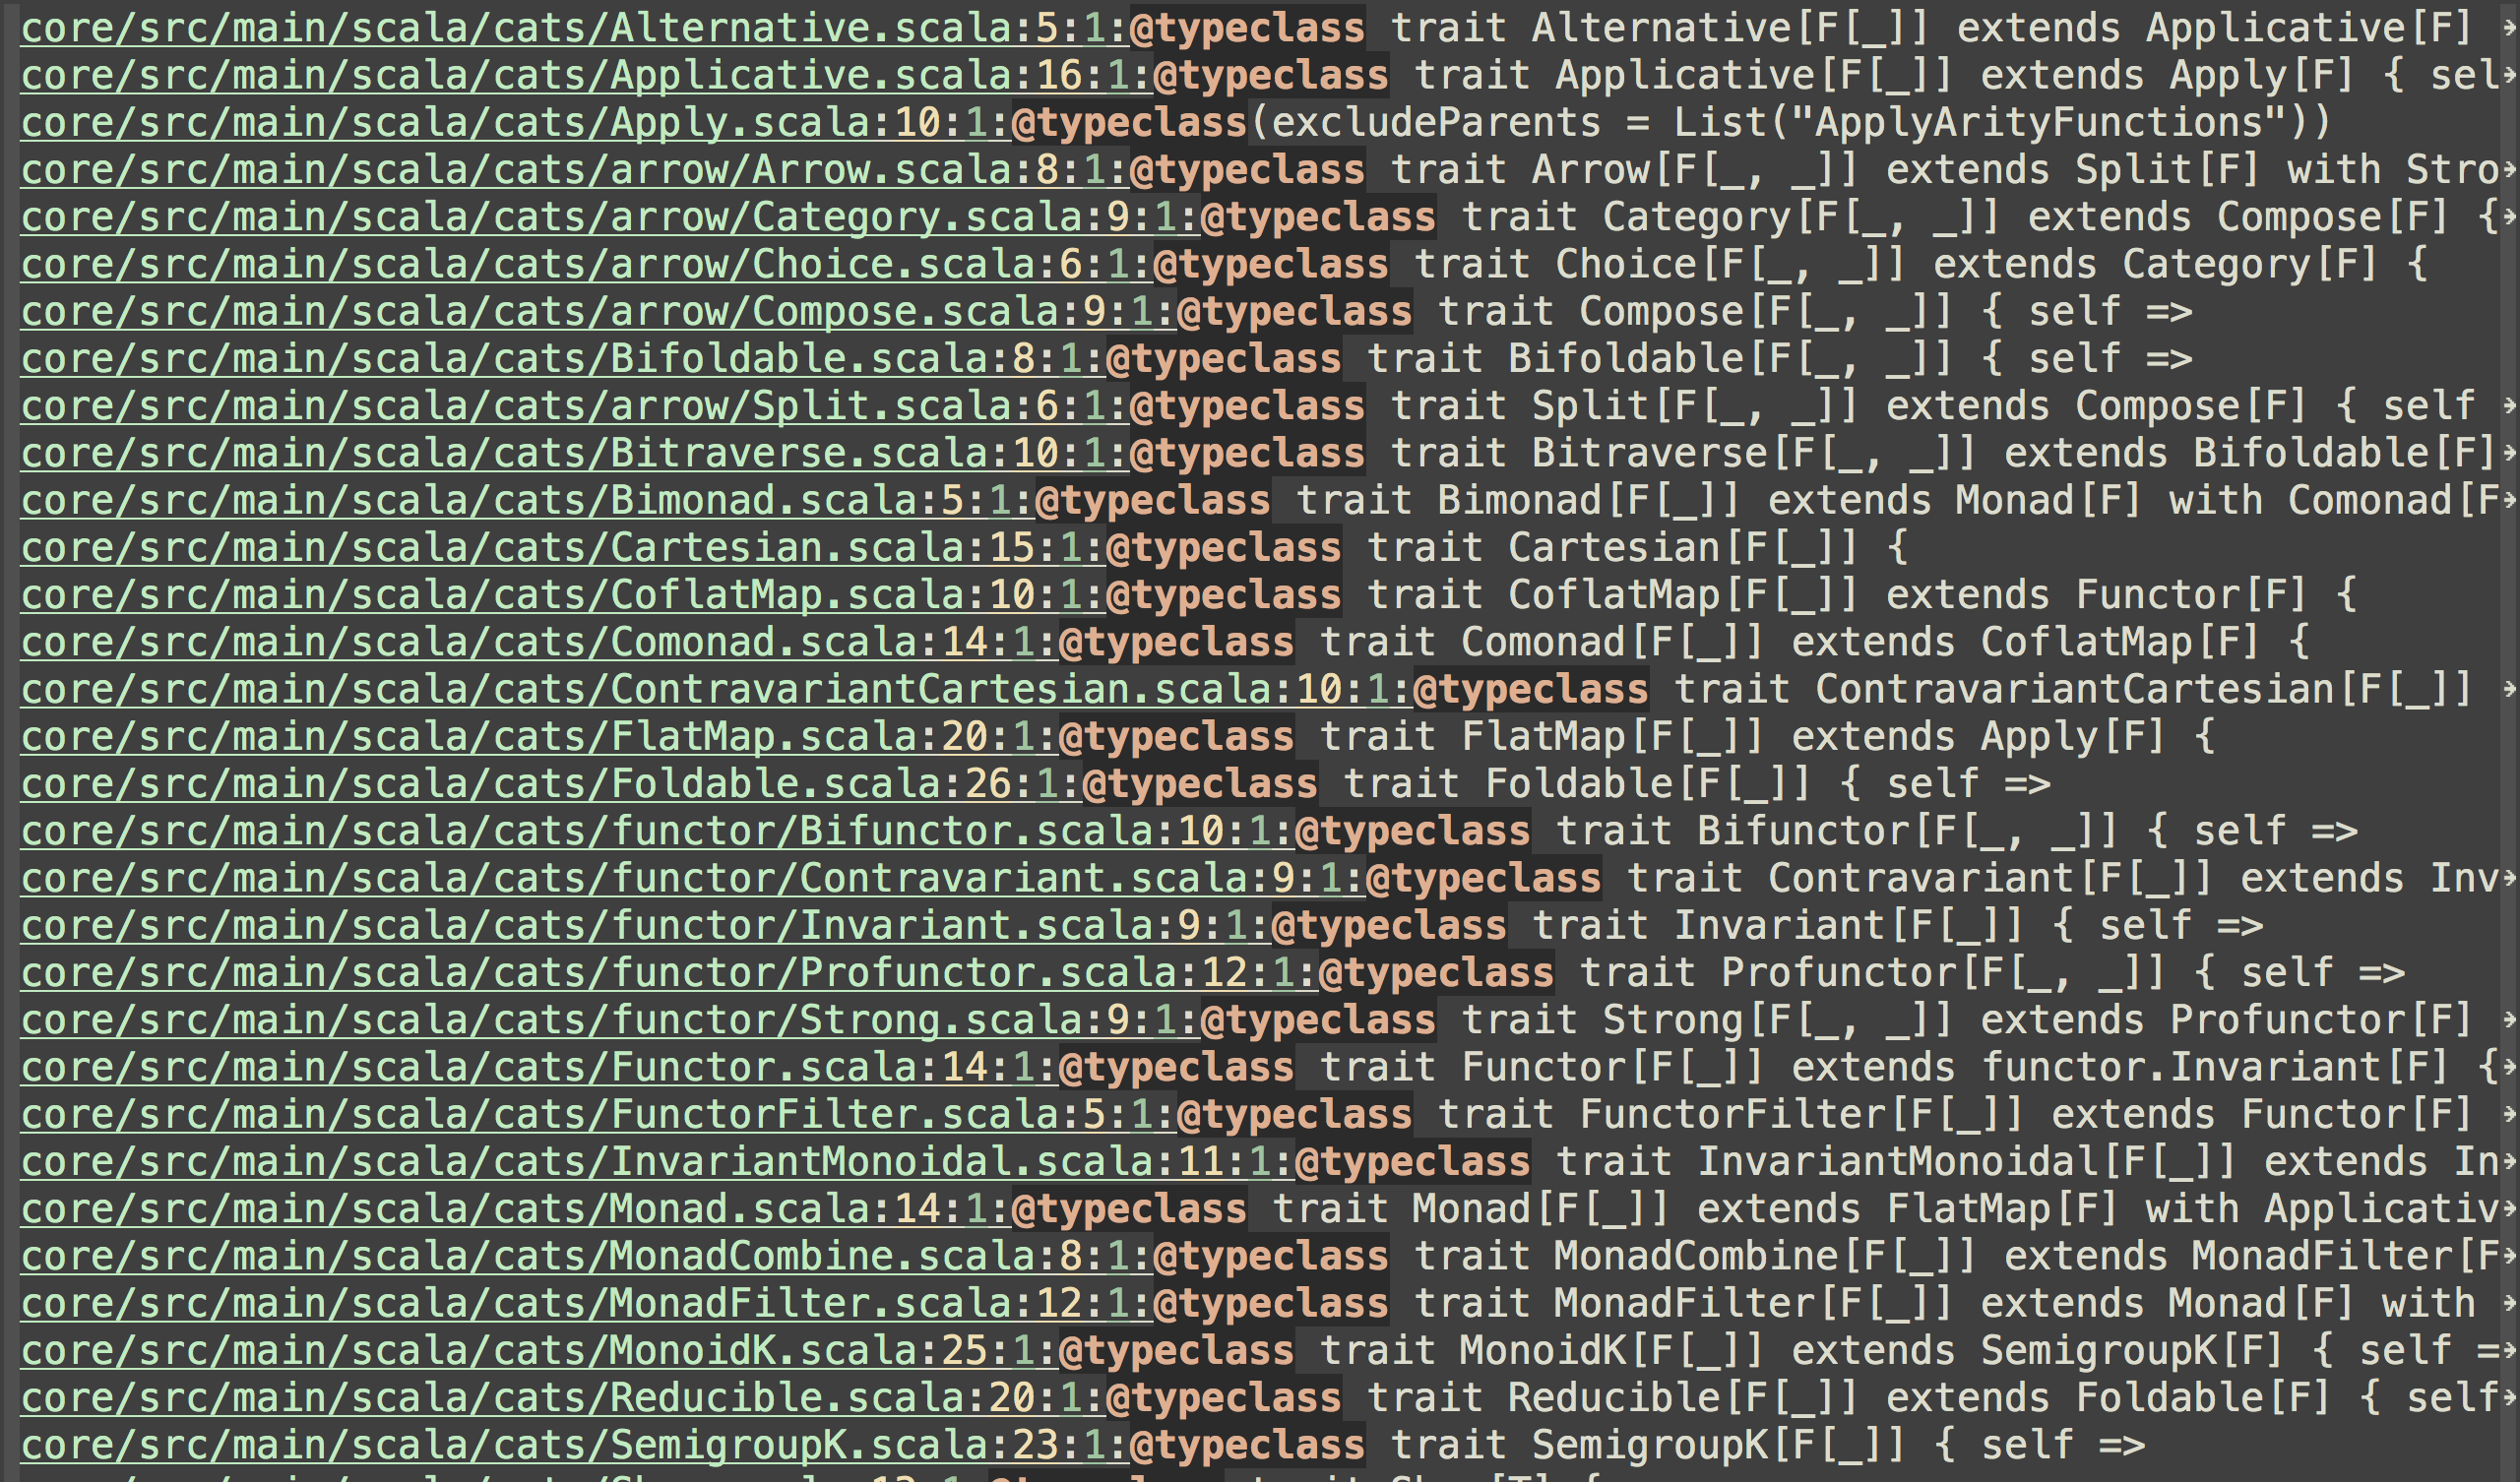 core/src/main/scala/cats/Alternative.scala:5:1:@typeclass trait Alternative[F[_]] extends Applicative[F]
core/src/main/scala/cats/Applicative.scala:16:1:@typeclass trait Applicative[F[_]] extends Apply[F] { sel
core/src/main/scala/cats/Apply.scala:10:1:@typeclass(excludeParents = List("ApplyArityFunctions"))
core/src/main/scala/cats/arrow/Arrow.scala:8:1:@typeclass trait Arrow[F[_, _]] extends Split[F] with Stro
core/src/main/scala/cats/arrow/Category.scala:9:1:@typeclass trait Category[F[_, _]] extends Compose[F] {
core/src/main/scala/cats/arrow/Choice.scala:6:1:@typeclass trait Choice[F[_, _]] extends Category[F] {
core/src/main/scala/cats/arrow/Compose.scala:9:1:@typeclass trait Compose[F[_, _]] { self =>
core/src/main/scala/cats/Bifoldable.scala:8:1:@typeclass trait Bifoldable[F[_, _]] { self =>
core/src/main/scala/cats/arrow/Split.scala:6:1:@typeclass trait Split[F[_, _]] extends Compose[F] { self
core/src/main/scala/cats/Bitraverse.scala:10:1:@typeclass trait Bitraverse[F[_, _]] extends Bifoldable[F]
core/src/main/scala/cats/Bimonad.scala:5:1:@typeclass trait Bimonad[F[_]] extends Monad[F] with Comonad[F
core/src/main/scala/cats/Cartesian.scala:15:1:@typeclass trait Cartesian[F[_]] {
core/src/main/scala/cats/CoflatMap.scala:10:1:@typeclass trait CoflatMap[F[_]] extends Functor[F] {
core/src/main/scala/cats/Comonad.scala:14:1:@typeclass trait Comonad[F[_]] extends CoflatMap[F] {
core/src/main/scala/cats/ContravariantCartesian.scala:10:1:@typeclass trait ContravariantCartesian[F[_]]
core/src/main/scala/cats/FlatMap.scala:20:1:@typeclass trait FlatMap[F[_]] extends Apply[F] {
core/src/main/scala/cats/Foldable.scala:26:1:@typeclass trait Foldable[F[_]] { self =>
core/src/main/scala/cats/functor/Bifunctor.scala:10:1:@typeclass trait Bifunctor[F[_, _]] { self =>
core/src/main/scala/cats/functor/Contravariant.scala:9:1:@typeclass trait Contravariant[F[_]] extends Inv
core/src/main/scala/cats/functor/Invariant.scala:9:1:@typeclass trait Invariant[F[_]] { self =>
core/src/main/scala/cats/functor/Profunctor.scala:12:1:@typeclass trait Profunctor[F[_, _]] { self =>
core/src/main/scala/cats/functor/Strong.scala:9:1:@typeclass trait Strong[F[_, _]] extends Profunctor[F]
core/src/main/scala/cats/Functor.scala:14:1:@typeclass trait Functor[F[_]] extends functor.Invariant[F] {
core/src/main/scala/cats/FunctorFilter.scala:5:1:@typeclass trait FunctorFilter[F[_]] extends Functor[F]
core/src/main/scala/cats/InvariantMonoidal.scala:11:1:@typeclass trait InvariantMonoidal[F[_]] extends In
core/src/main/scala/cats/Monad.scala:14:1:@typeclass trait Monad[F[_]] extends FlatMap[F] with Applicativ
core/src/main/scala/cats/MonadCombine.scala:8:1:@typeclass trait MonadCombine[F[_]] extends MonadFilter[F
core/src/main/scala/cats/MonadFilter.scala:12:1:@typeclass trait MonadFilter[F[_]] extends Monad[F] with
core/src/main/scala/cats/MonoidK.scala:25:1:@typeclass trait MonoidK[F[_]] extends SemigroupK[F] { self =
core/src/main/scala/cats/Reducible.scala:20:1:@typeclass trait Reducible[F[_]] extends Foldable[F] { self
core/src/main/scala/cats/SemigroupK.scala:23:1:@typeclass trait SemigroupK[F[_]] { self =>